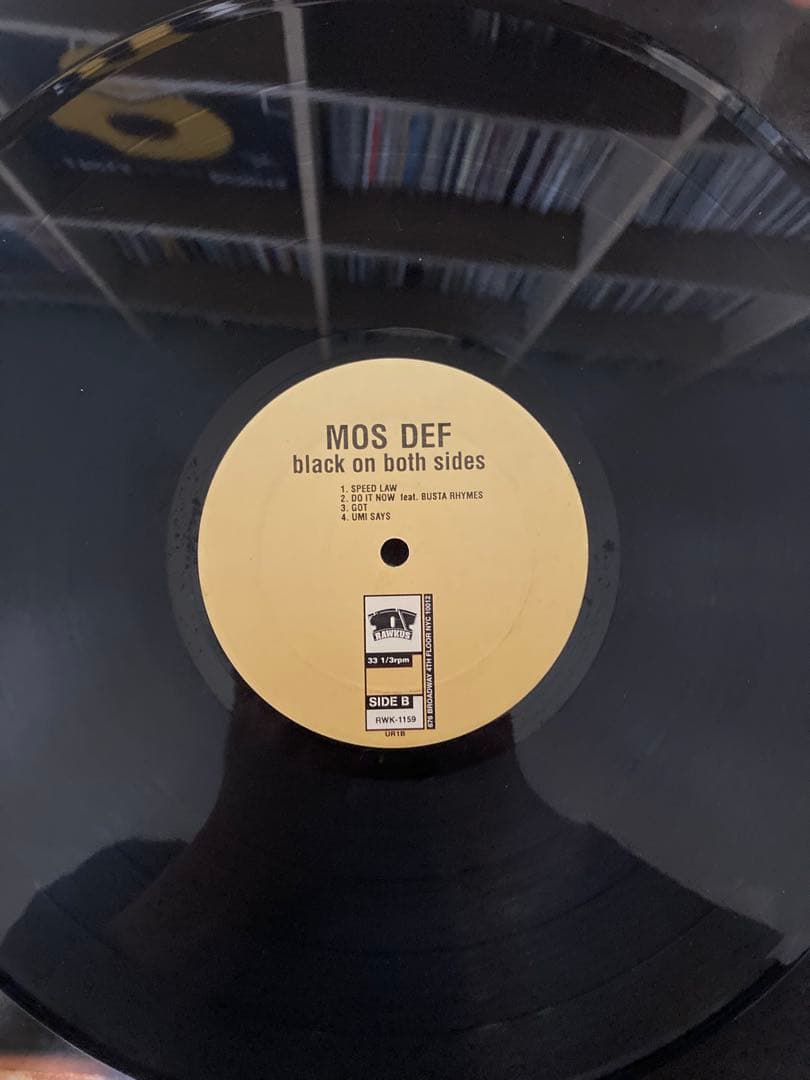 MOS DEF
black on both sides
1. SPEED LAW
2. DO IT NOW feat. BUSTA RHYMES
3. GOT
4. UMI SAYS
RAWKUS
33 1/3rpm
SIDE B
RWK-1159
UR1B
676 BROADWAY 4TH FLOOR NYC 10012